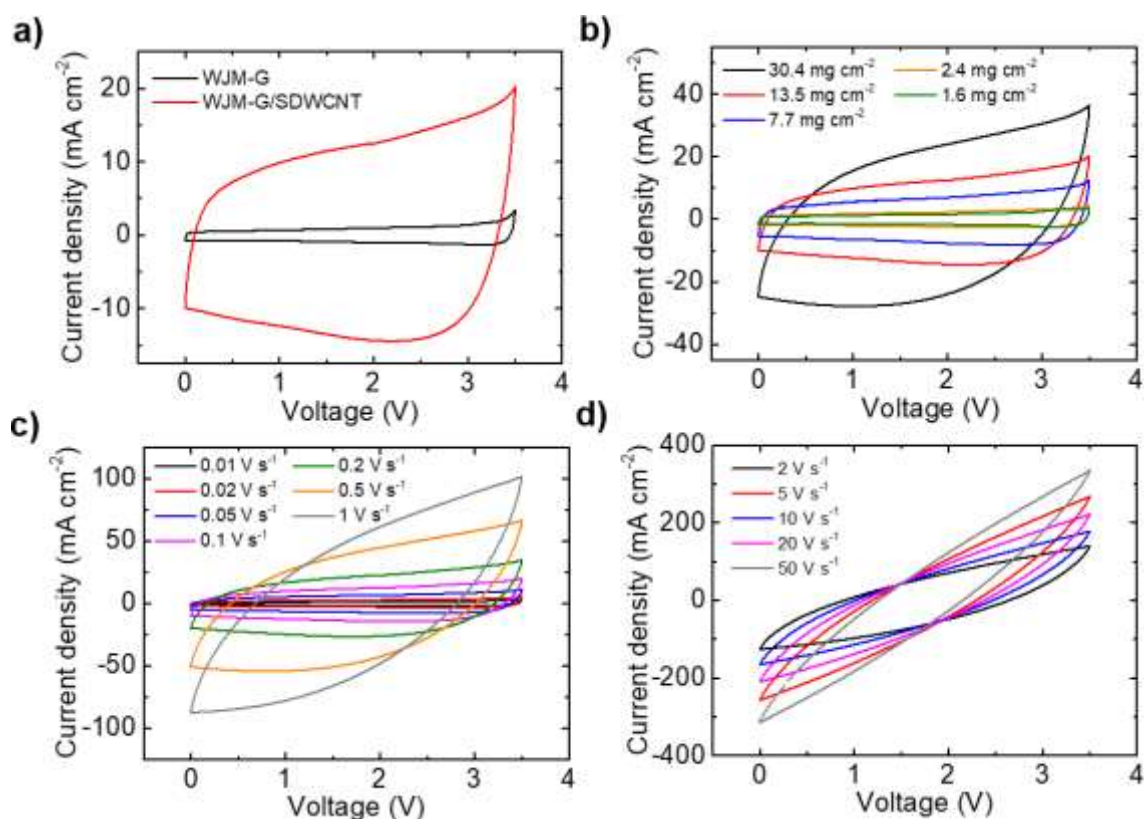 a)
Current density (mA cm⁻²)
20
10
0
-10
WJM-G
WJM-G/SDWCNT
0 1 2 3 4
Voltage (V)
b)
Current density (mA cm⁻²)
40
20
0
-20
-40
30.4 mg cm⁻² 2.4 mg cm⁻²
13.5 mg cm⁻² 1.6 mg cm⁻²
7.7 mg cm⁻²
0 1 2 3 4
Voltage (V)
c)
Current density (mA cm⁻²)
100
50
0
-50
-100
0.01 V s⁻¹ 0.2 V s⁻¹
0.02 V s⁻¹ 0.5 V s⁻¹
0.05 V s⁻¹ 1 V s⁻¹
0.1 V s⁻¹
0 1 2 3 4
Voltage (V)
d)
Current density (mA cm⁻²)
400
200
0
-200
-400
2 V s⁻¹
5 V s⁻¹
10 V s⁻¹
20 V s⁻¹
50 V s⁻¹
0 1 2 3 4
Voltage (V)